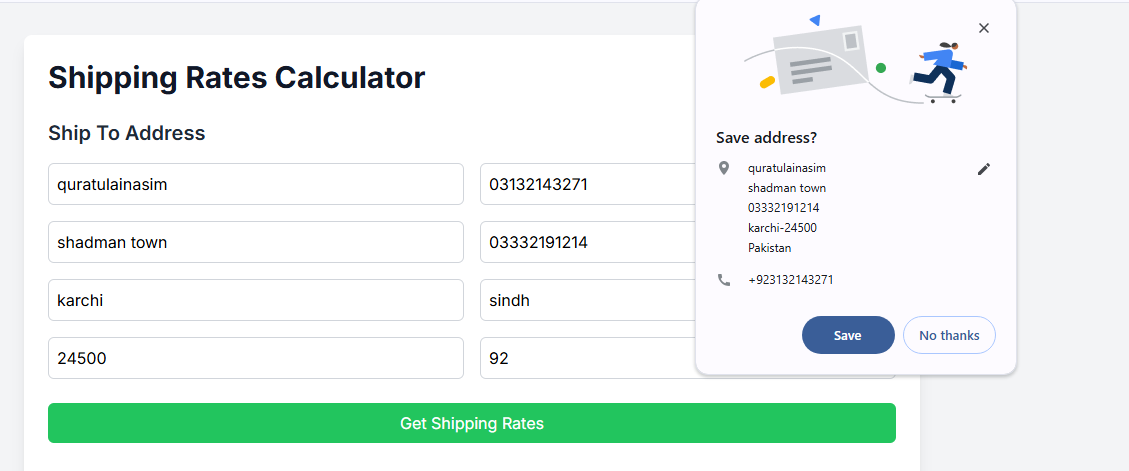 Shipping Rates Calculator
Ship To Address
quratulainasim
03132143271
shadman town
03332191214
karchi
sindh
24500
92
Get Shipping Rates
Save address?
quratulainasim
shadman town
03332191214
karchi-24500
Pakistan
+923132143271
Save
No thanks